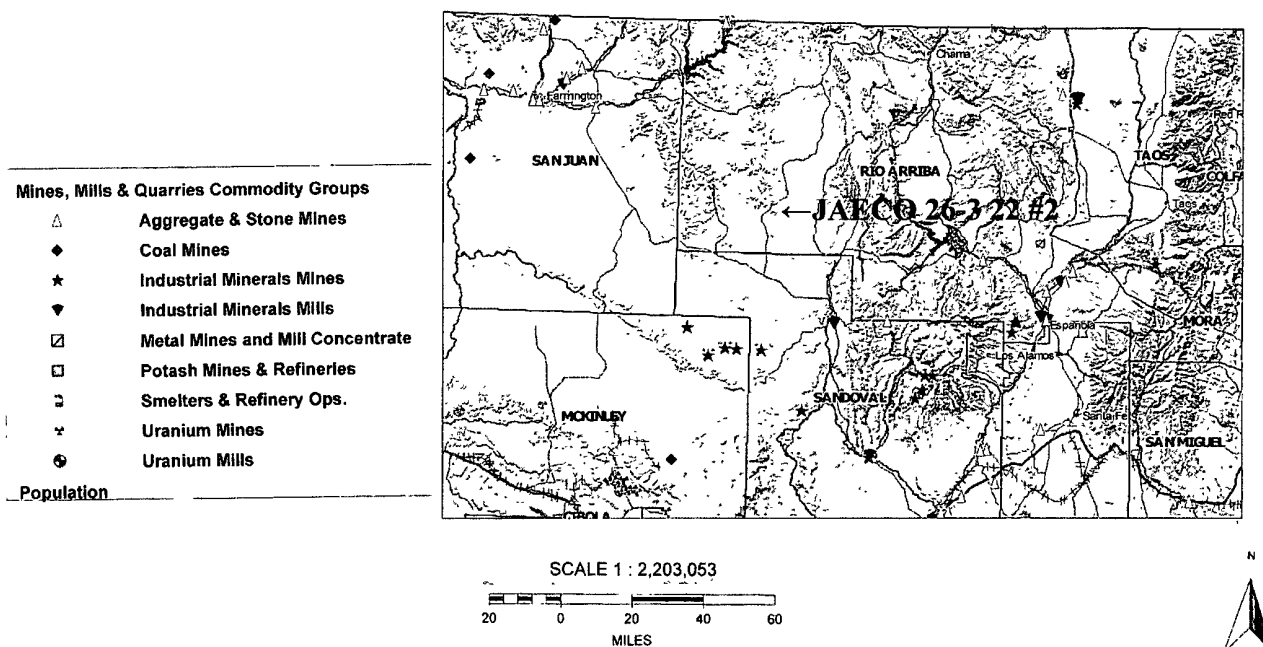 Mines, Mills & Quarries Commodity Groups
Aggregate & Stone Mines
Coal Mines
Industrial Minerals Mines
Industrial Minerals Mills
Metal Mines and Mill Concentrate
Potash Mines & Refineries
Smelters & Refinery Ops.
Uranium Mines
Uranium Mills
Population
Chama
Farmington
Red R
SAN JUAN
TAOS
RIO ARRIBA
COLFA
Taos
←JAECO 26-3 22 #2
Espanola
MORA
Los Alamos
SANDOVAL
MCKINLEY
Santa Fe
SAN MIGUEL
CIBOLA
SCALE 1 : 2,203,053
20 0 20 40 60
MILES
N